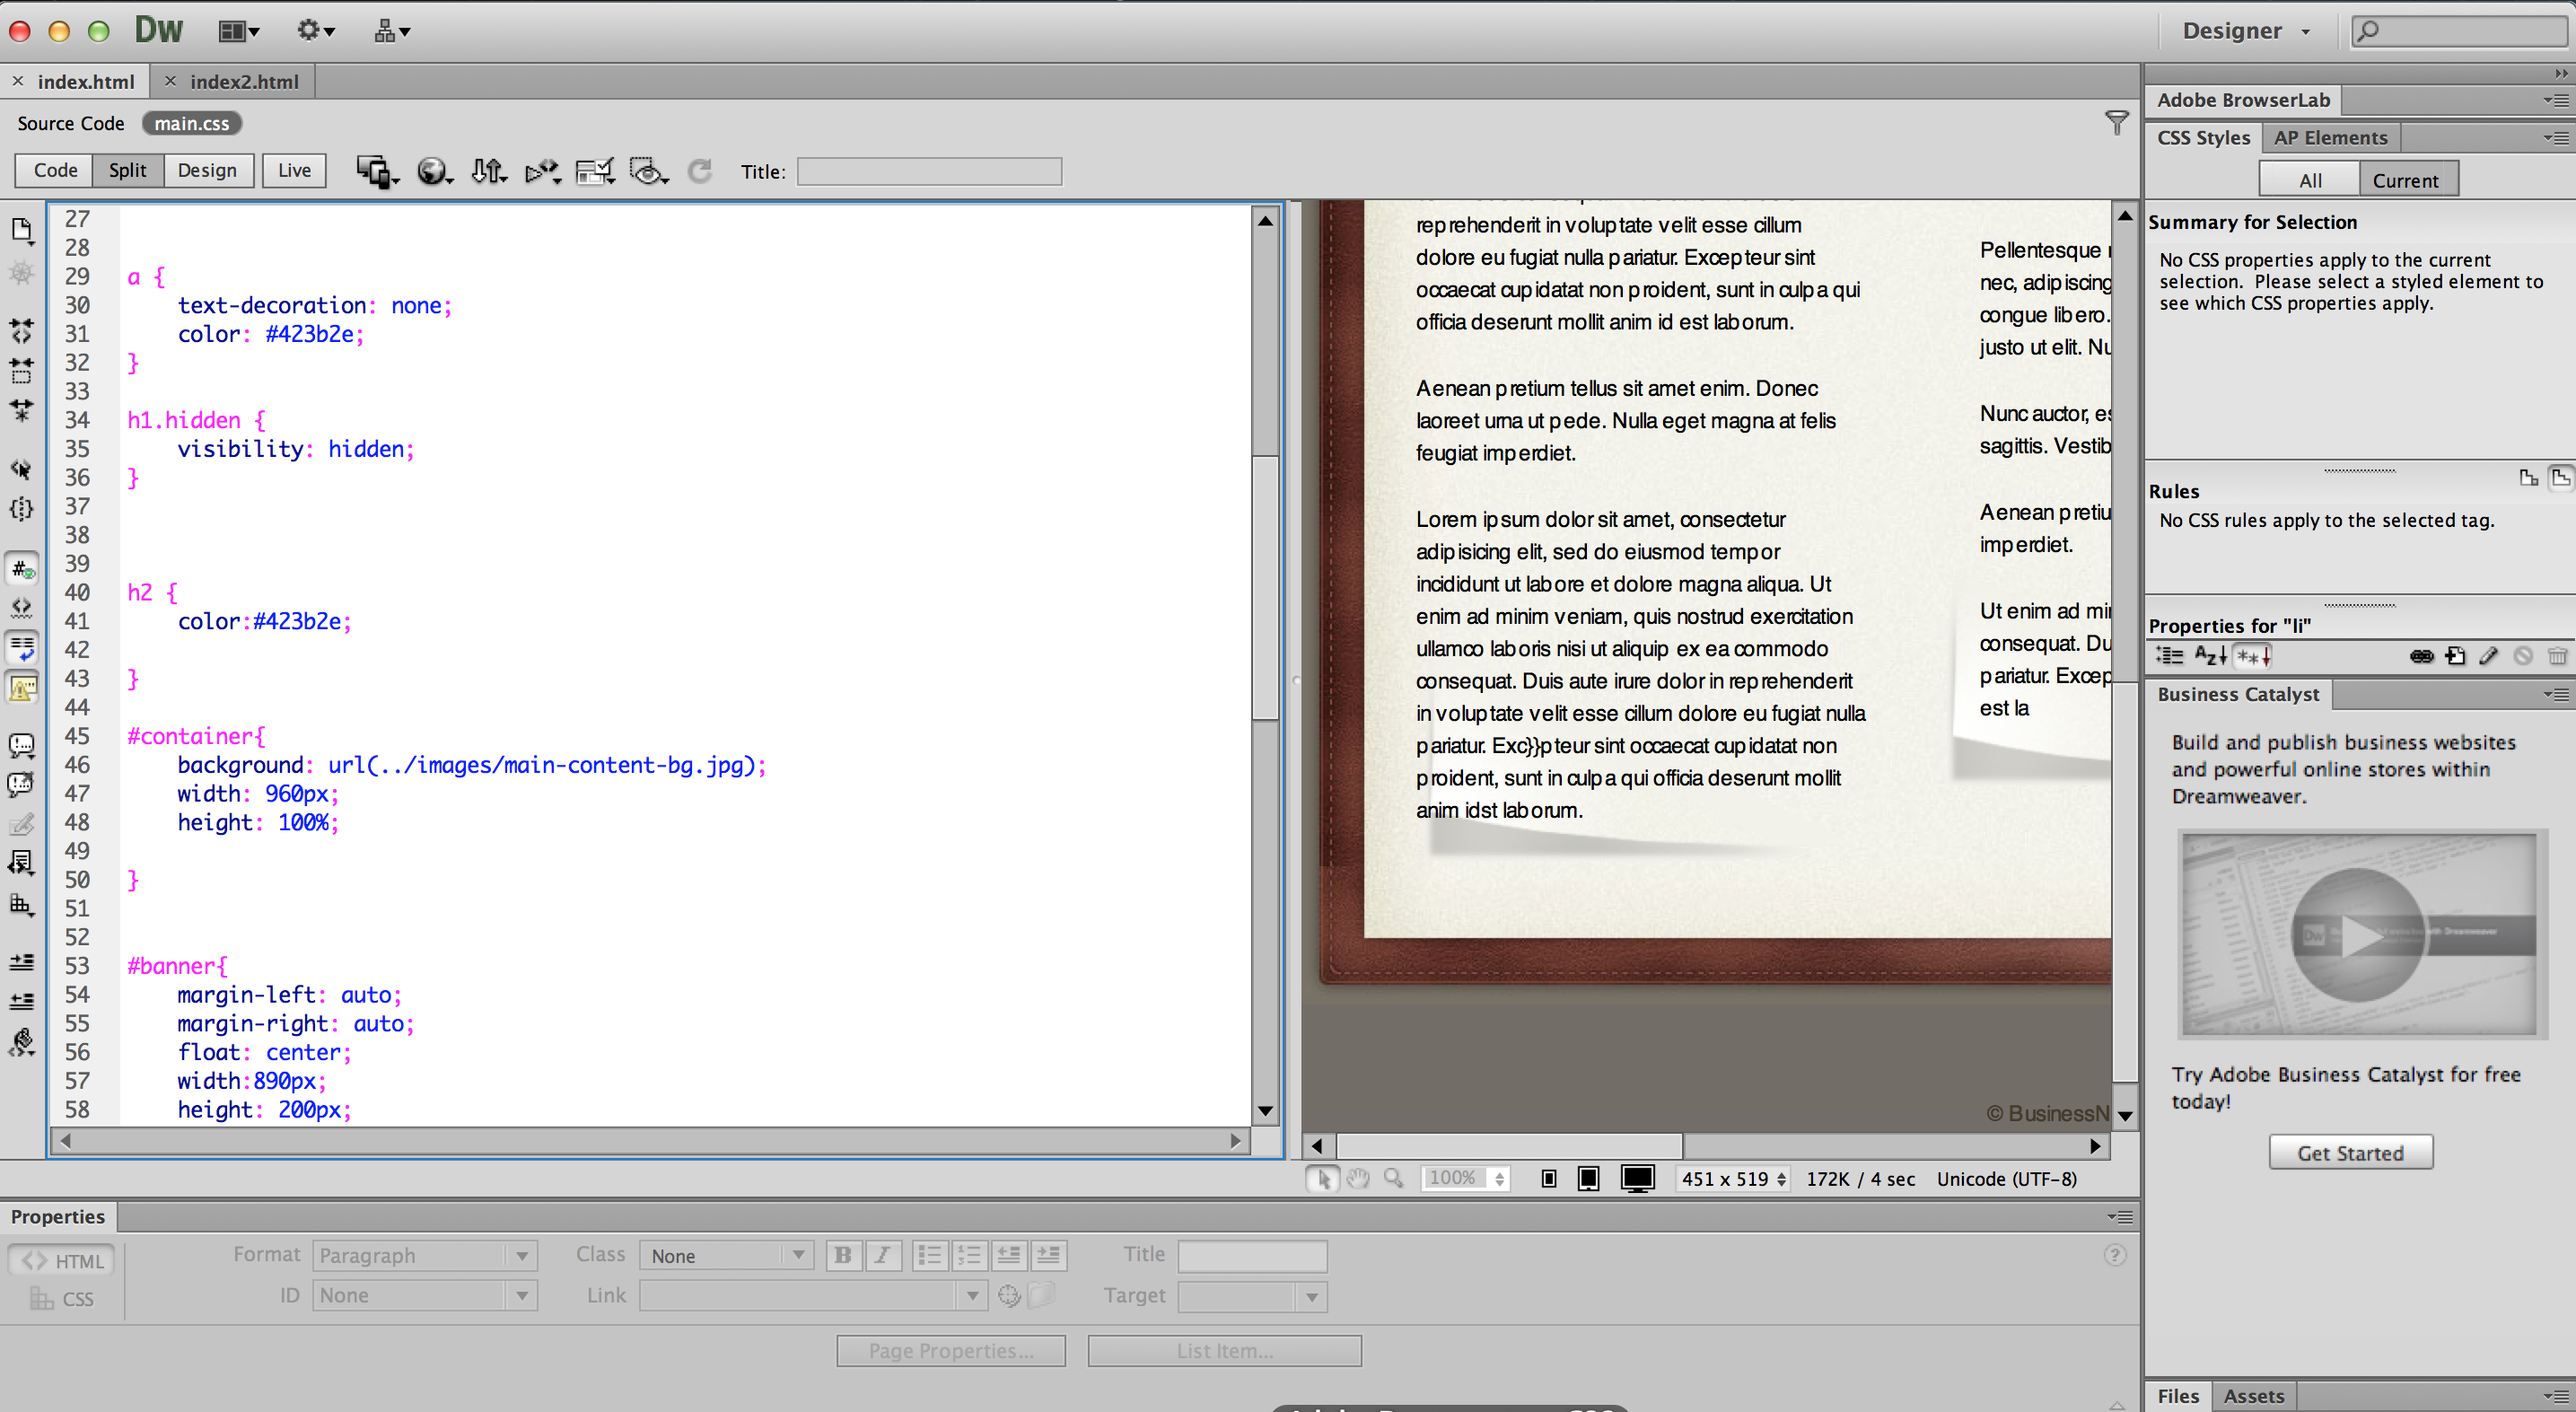 Dw
Designer
index.html
index2.html
Source Code
main.css
Code
Split
Design
Live
Title:
27
28
29 a {
30 text-decoration: none;
31 color: #423b2e;
32 }
33
34 h1.hidden {
35 visibility: hidden;
36 }
37
38
39
40 h2 {
41 color:#423b2e;
42
43 }
44
45 #container{
46 background: url(../images/main-content-bg.jpg);
47 width: 960px;
48 height: 100%;
49
50 }
51
52
53 #banner{
54 margin-left: auto;
55 margin-right: auto;
56 float: center;
57 width:890px;
58 height: 200px;
reprehenderit in voluptate velit esse cillum
dolore eu fugiat nulla pariatur. Excepteur sint
occaecat cupidatat non proident, sunt in culpa qui
officia deserunt mollit anim id est laborum.
Aenean pretium tellus sit amet enim. Donec
laoreet urna ut pede. Nulla eget magna at felis
feugiat imperdiet.
Lorem ipsum dolor sit amet, consectetur
adipisicing elit, sed do eiusmod tempor
incididunt ut labore et dolore magna aliqua. Ut
enim ad minim veniam, quis nostrud exercitation
ullamco laboris nisi ut aliquip ex ea commodo
consequat. Duis aute irure dolor in reprehenderit
in voluptate velit esse cillum dolore eu fugiat nulla
pariatur. Exc}}pteur sint occaecat cupidatat non
proident, sunt in culpa qui officia deserunt mollit
anim idst laborum.
Pellentesque
nec, adipiscing
congue libero.
justo ut elit. Nu
Nunc auctor, es
sagittis. Vestib
Aenean pretiu
imperdiet.
Ut enim ad mi
consequat. Du
pariatur. Excep
est la
© BusinessN
100%
451 x 519
172K / 4 sec
Unicode (UTF-8)
Adobe BrowserLab
CSS Styles
AP Elements
All
Current
Summary for Selection
No CSS properties apply to the current
selection. Please select a styled element to
see which CSS properties apply.
Rules
No CSS rules apply to the selected tag.
Properties for "li"
Business Catalyst
Build and publish business websites
and powerful online stores within
Dreamweaver.
Dw
Try Adobe Business Catalyst for free
today!
Get Started
Files
Assets
Properties
HTML
CSS
Format
Paragraph
ID
None
Class
None
Link
B
I
Title
Target
Page Properties...
List Item...